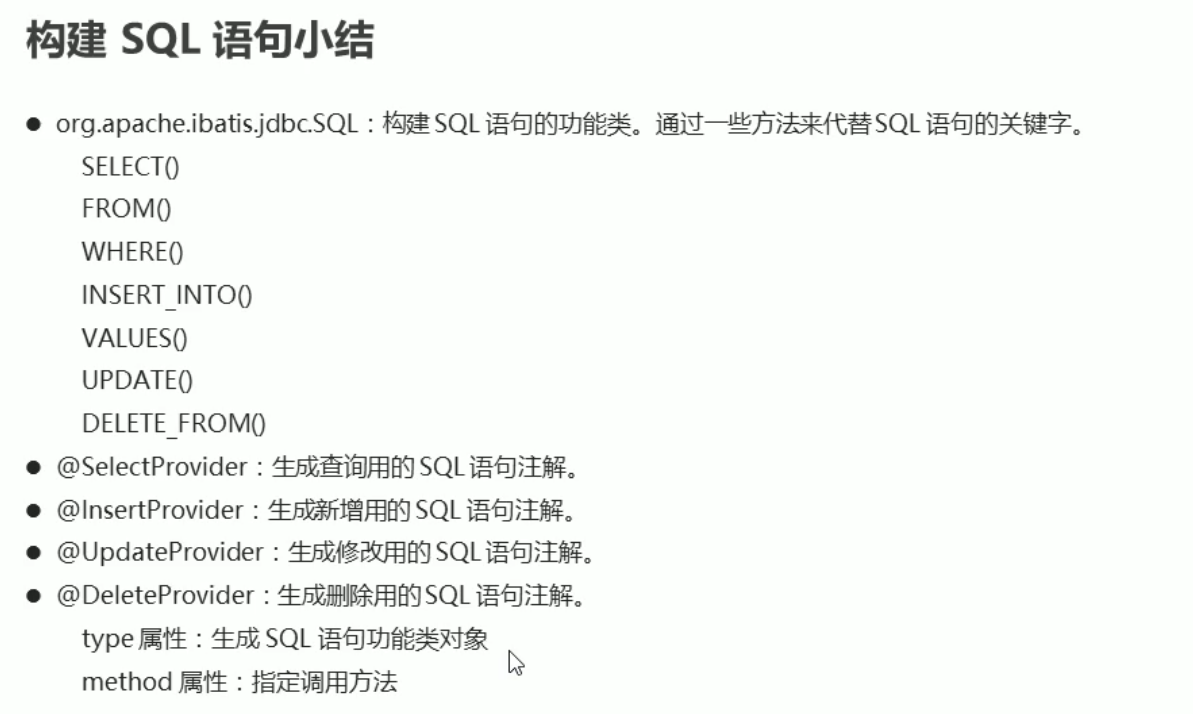 构建 SQL 语句小结
● org.apache.ibatis.jdbc.SQL：构建 SQL 语句的功能类。通过一些方法来代替 SQL 语句的关键字。
SELECT()
FROM()
WHERE()
INSERT_INTO()
VALUES()
UPDATE()
DELETE_FROM()
● @SelectProvider：生成查询用的 SQL 语句注解。
● @InsertProvider：生成新增用的 SQL 语句注解。
● @UpdateProvider：生成修改用的 SQL 语句注解。
● @DeleteProvider：生成删除用的 SQL 语句注解。
type 属性：生成 SQL 语句功能类对象
method 属性：指定调用方法